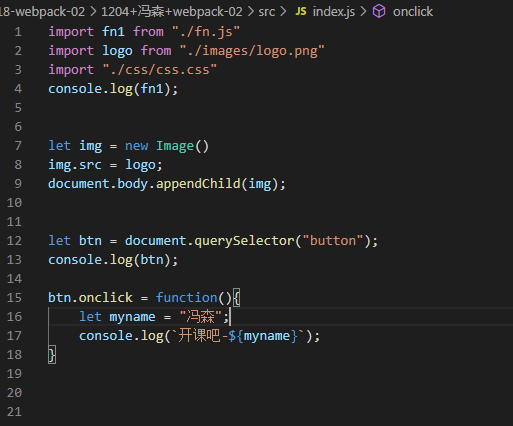 18-webpack-02 > 1204+冯森+webpack-02 > src > JS index.js > onclick
1 import fn1 from "./fn.js"
2 import logo from "./images/logo.png"
3 import "./css/css.css"
4 console.log(fn1);
5
6
7 let img = new Image()
8 img.src = logo;
9 document.body.appendChild(img);
10
11
12 let btn = document.querySelector("button");
13 console.log(btn);
14
15 btn.onclick = function(){
16     let myname = "冯森";
17     console.log(`开课吧-${myname}`);
18 }
19
20
21